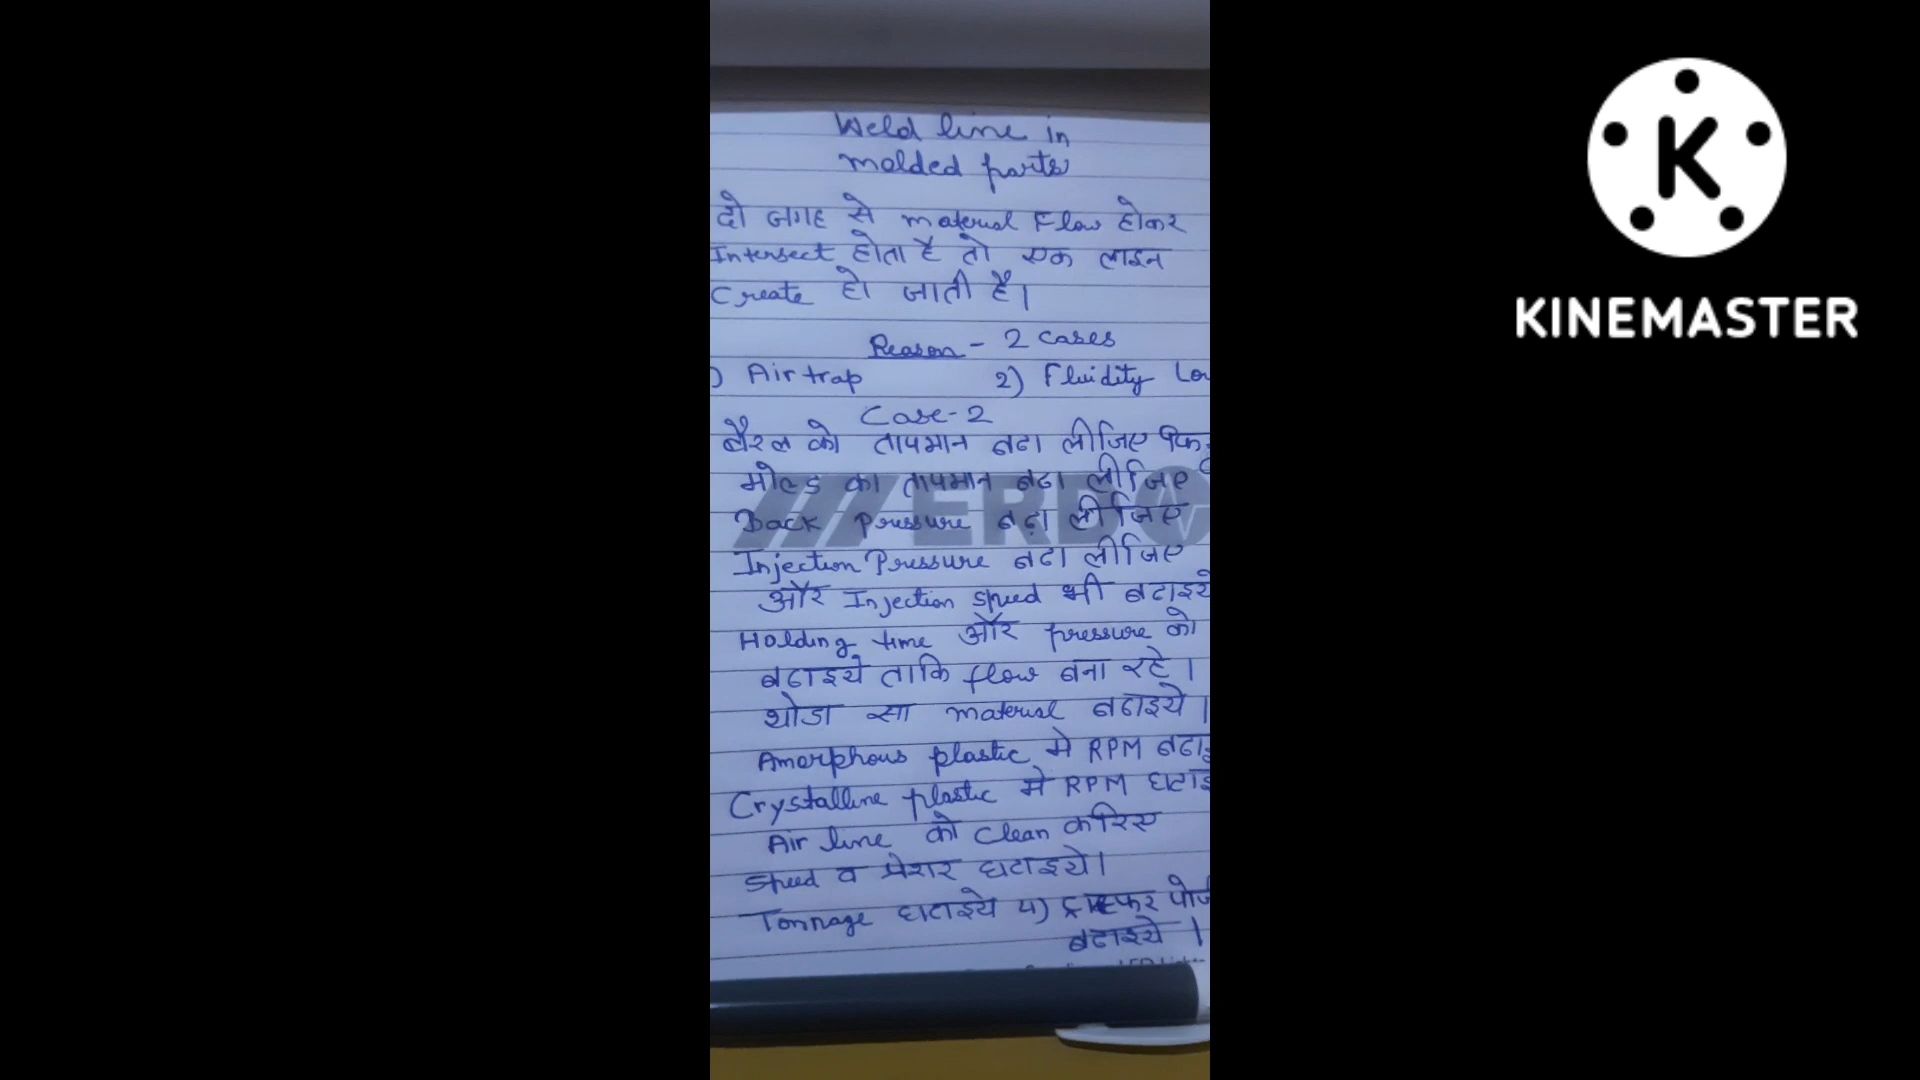 Weld line in
molded parts
दो जगह से material Flow होकर
Intersect होता है तो एक लाइन
Create हो जाती है।
Reason - 2 cases
) Air trap 2) Fluidity Lo
Case-2
बैरल को तापमान बढा लीजिए
मोल्ड का तापमान बढा लीजिए
Back pressure बढ़ा लीजिए
Injection Pressure बढा लीजिए
और Injection speed भी बढाइये
Holding time और pressure को
बढाइये ताकि flow बना रहे।
थोडा सा material बढाइये।
Amorphous plastic मे RPM बढाइ
Crystalline plastic मे RPM घटाइ
Air line को Clean करिए
speed व प्रेशर घटाइये।
Tonnage घटाइये
बढाइये।
KINEMASTER